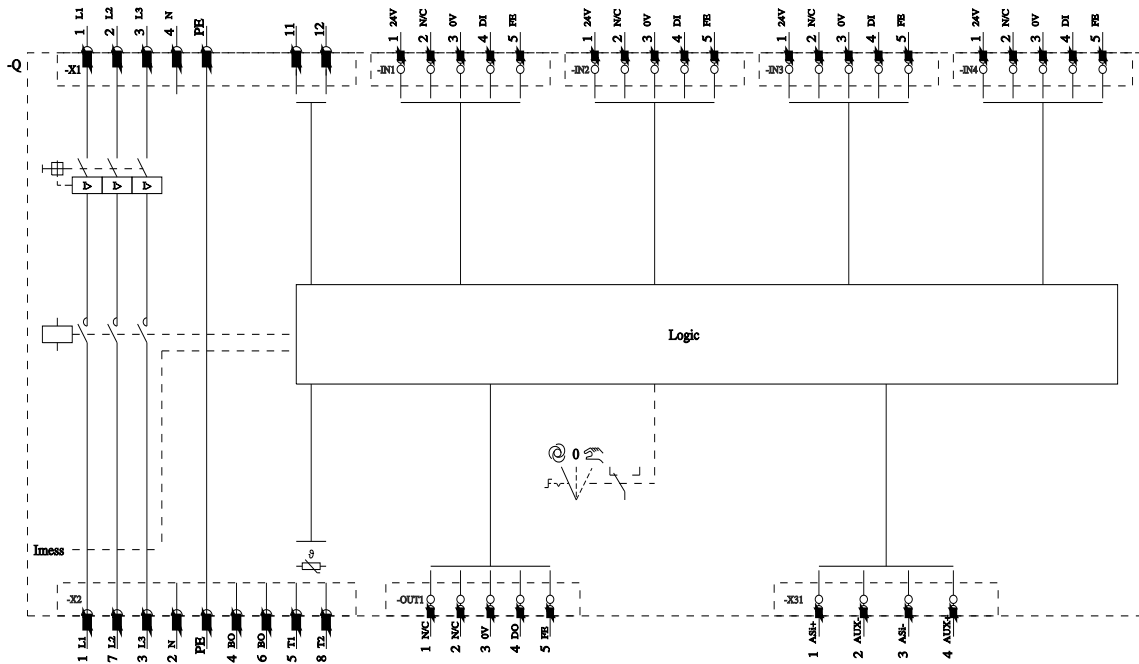 1 L1
2 L2
3 L3
4 N
PE
11
12
1 24V
2 N/C
3 0V
4 DI
5 FE
1 24V
2 N/C
3 0V
4 DI
5 FE
1 24V
2 N/C
3 0V
4 DI
5 FE
1 24V
2 N/C
3 0V
4 DI
5 FE
-Q
-X1
-IN1
-IN2
-IN3
-IN4
Logic
0
Imess
ϑ
-X2
-OUT1
-X31
1 L1
7 L2
3 L3
2 N
PE
4 BO
6 BO
5 T1
8 T2
1 N/C
2 N/C
3 0V
4 DO
5 FE
1 ASi+
2 AUX-
3 ASi-
4 AUX+